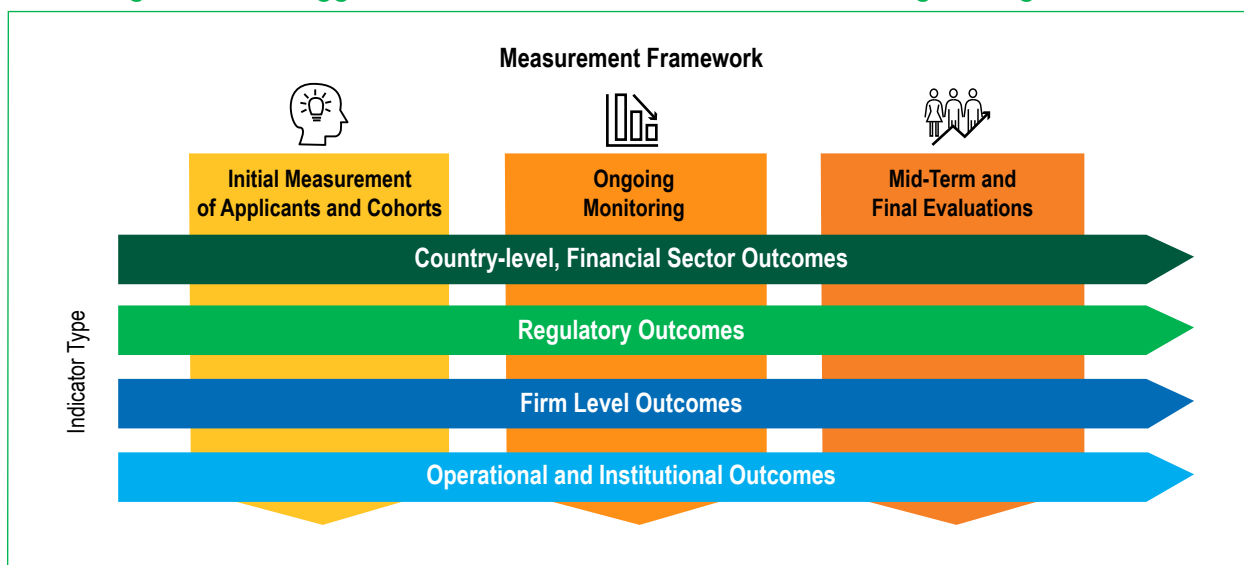 Measurement Framework
Initial Measurement
of Applicants and Cohorts
Ongoing
Monitoring
Mid-Term and
Final Evaluations
Indicator Type
Country-level, Financial Sector Outcomes
Regulatory Outcomes
Firm Level Outcomes
Operational and Institutional Outcomes